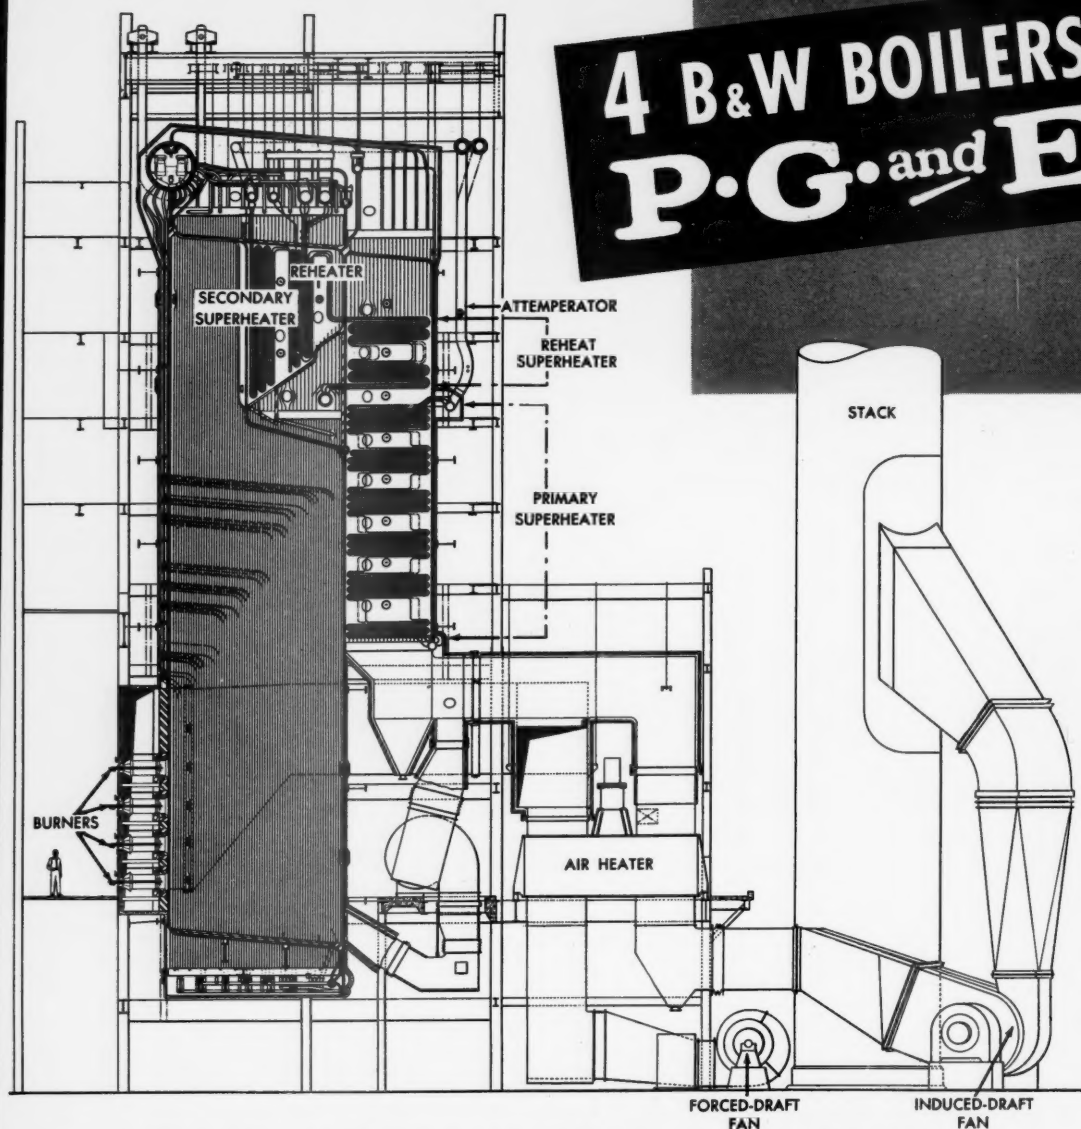 4 B&W BOILERS
P·G·and E
REHEATER
SECONDARY
SUPERHEATER
ATTEMPERATOR
REHEAT
SUPERHEATER
STACK
PRIMARY
SUPERHEATER
BURNERS
AIR HEATER
FORCED-DRAFT
FAN
INDUCED-DRAFT
FAN